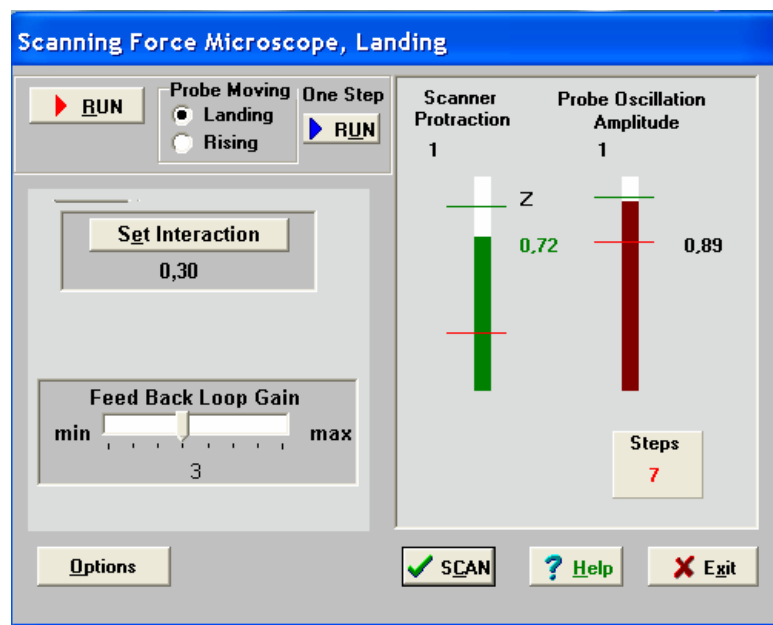 Scanning Force Microscope, Landing
RUN
Probe Moving
Landing
Rising
One Step
RUN
Set Interaction
0,30
Feed Back Loop Gain
min
max
3
Scanner
Protraction
1
Probe Oscillation
Amplitude
1
Z
0,72
0,89
Steps
7
Options
SCAN
Help
Exit